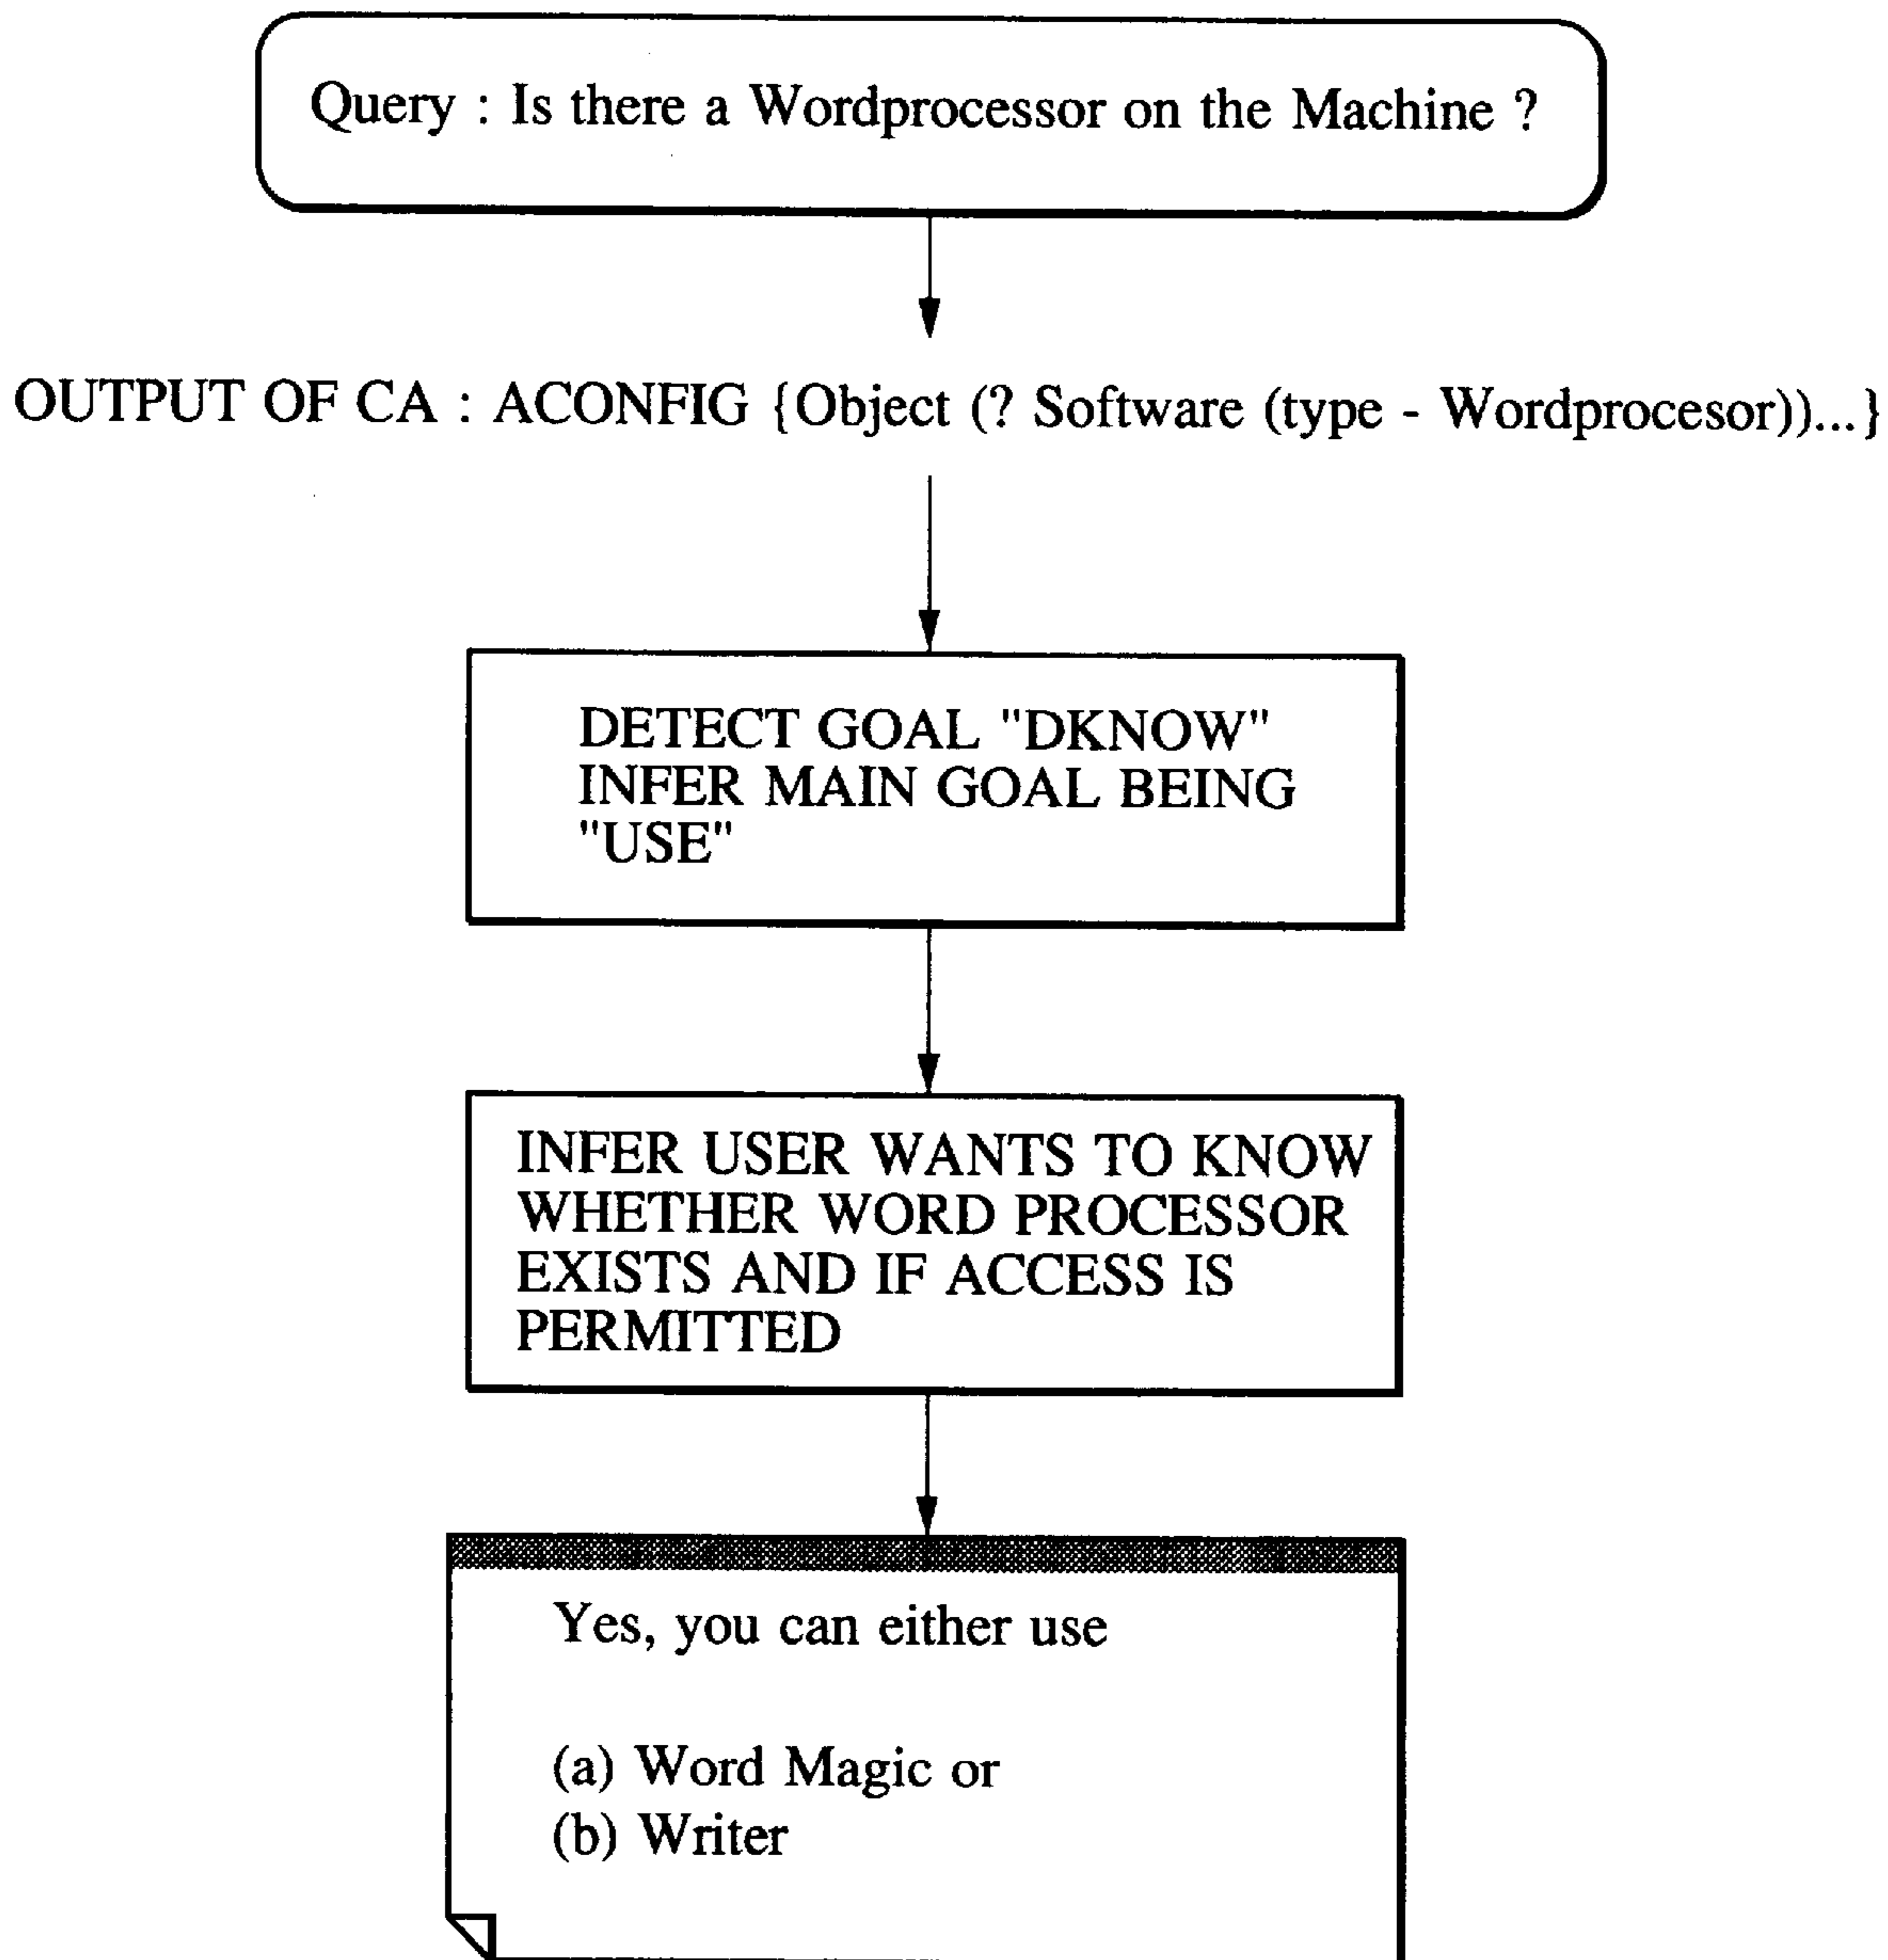 Query : Is there a Wordprocessor on the Machine ?
OUTPUT OF CA : ACONFIG {Object (? Software (type - Wordprocesor))...}
DETECT GOAL "DKNOW"
INFER MAIN GOAL BEING
"USE"
INFER USER WANTS TO KNOW
WHETHER WORD PROCESSOR
EXISTS AND IF ACCESS IS
PERMITTED
Yes, you can either use
(a) Word Magic or
(b) Writer